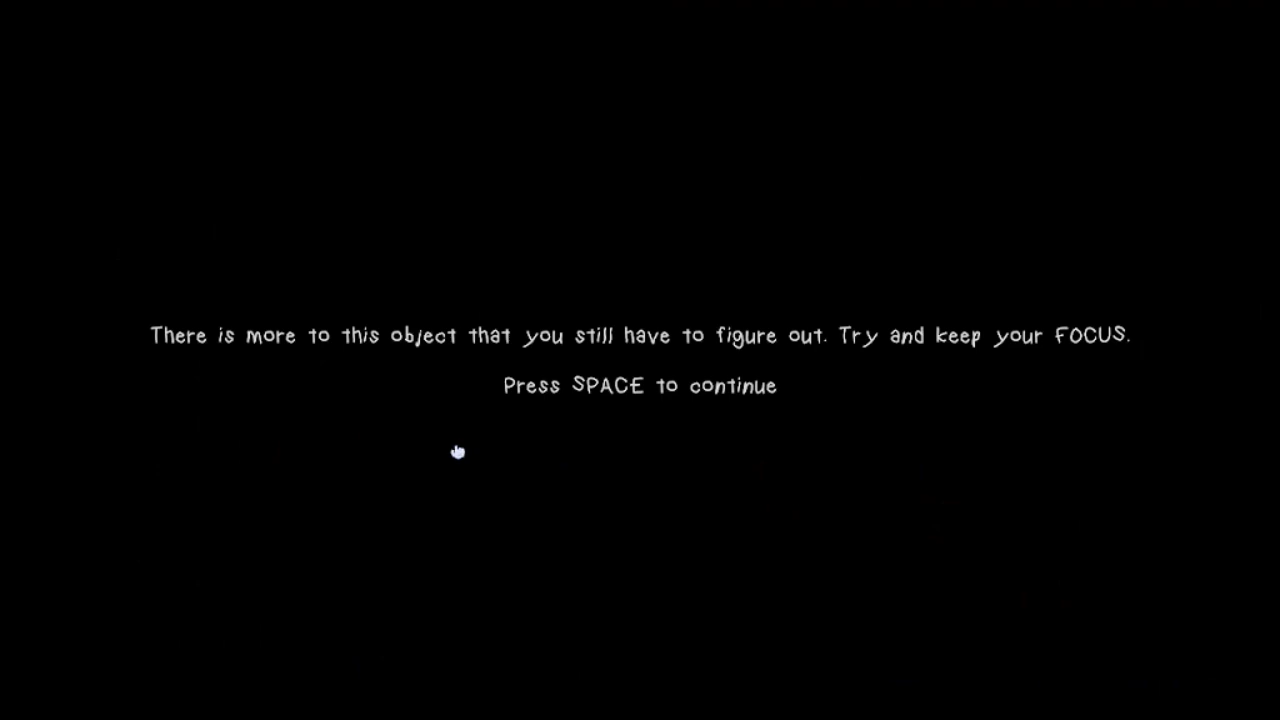 There is more to this object that you still have to figure out. Try and keep your FOCUS.
Press SPACE to continue